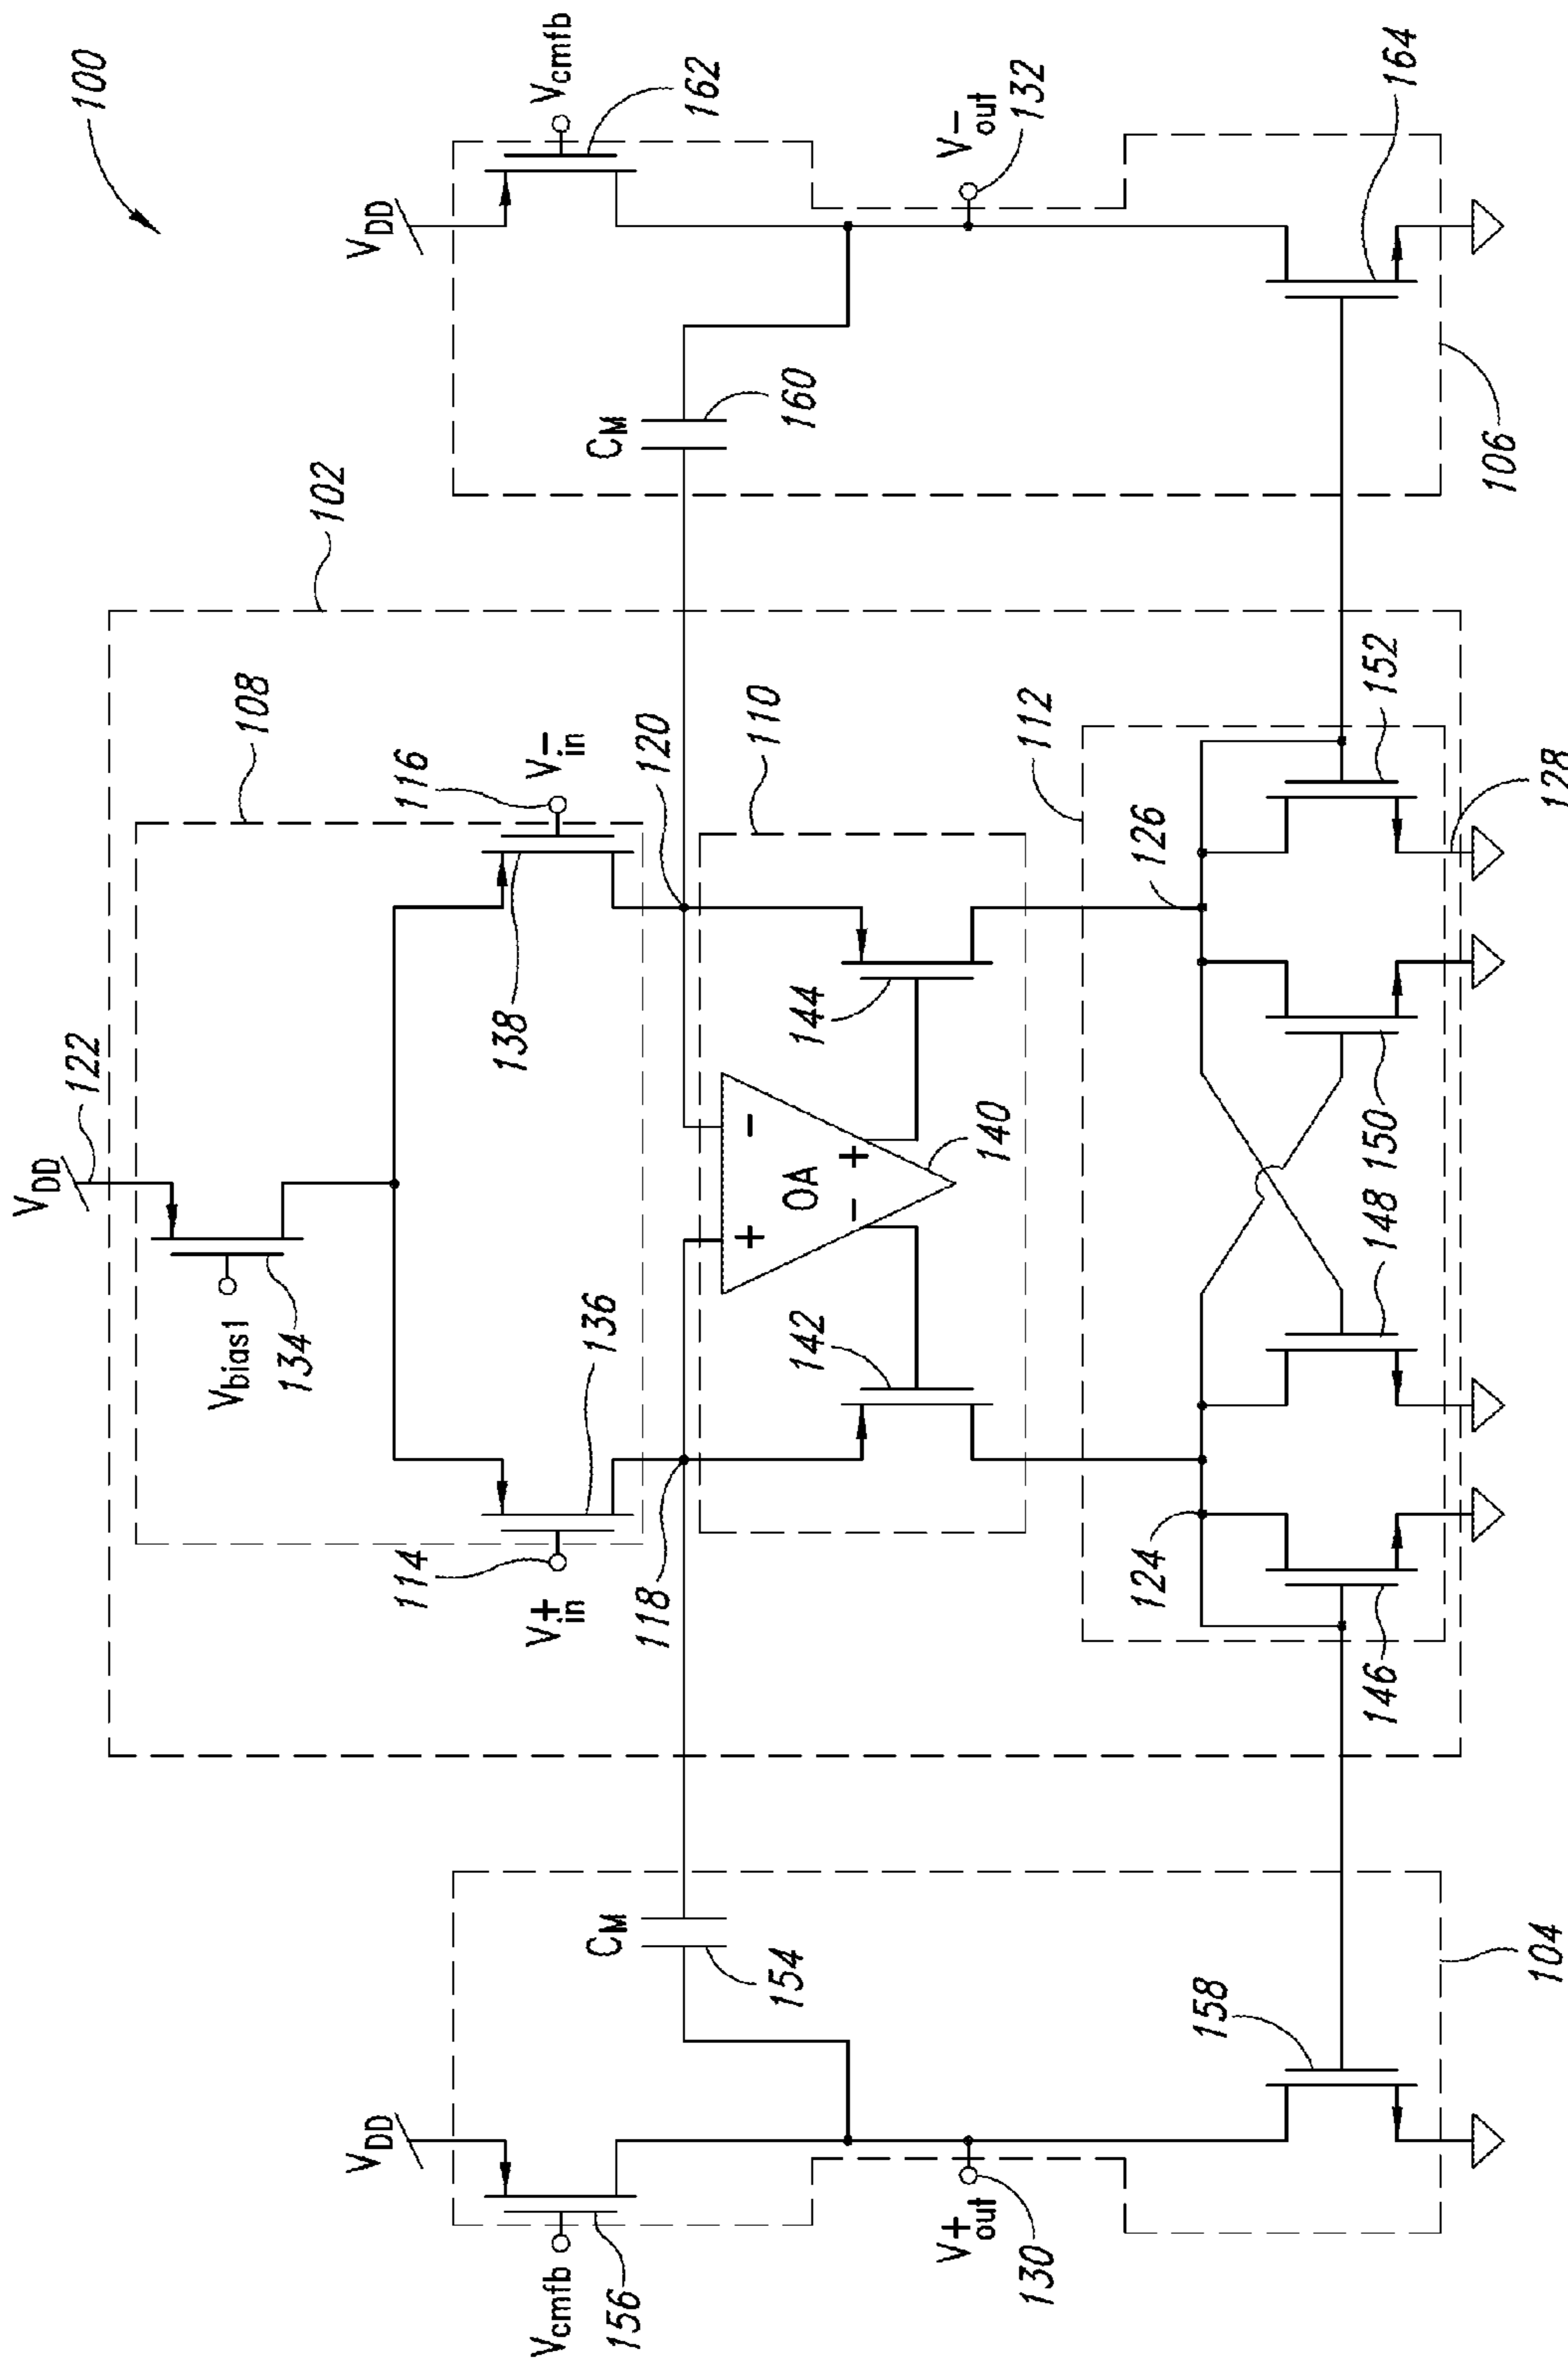 100
102
V_DD
122
V_bias1
134
108
114
V_in^+
136
138
116
V_in^-
118
120
110
OA
+
-
-
+
140
142
144
112
124
126
146
148
150
152
128
V_DD
V_cmfb
156
C_M
154
V_out^+
130
158
104
V_DD
V_cmfb
162
C_M
160
V_out^-
132
164
106